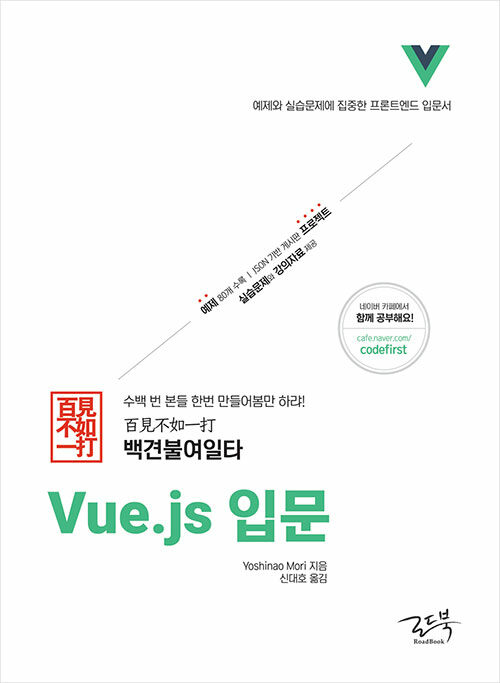 예제와 실습문제에 집중한 프론트엔드 입문서
예제 80개 수록 | JSON 기반 게시판 프로젝트
실습문제와 강의자료 제공
네이버 카페에서
함께 공부해요!
cafe.naver.com/
codefirst
百見
不如
一打
수백 번 본들 한번 만들어봄만 하랴!
百見不如一打
백견불여일타
Vue.js 입문
Yoshinao Mori 지음
신대호 옮김
로드북
RoadBook